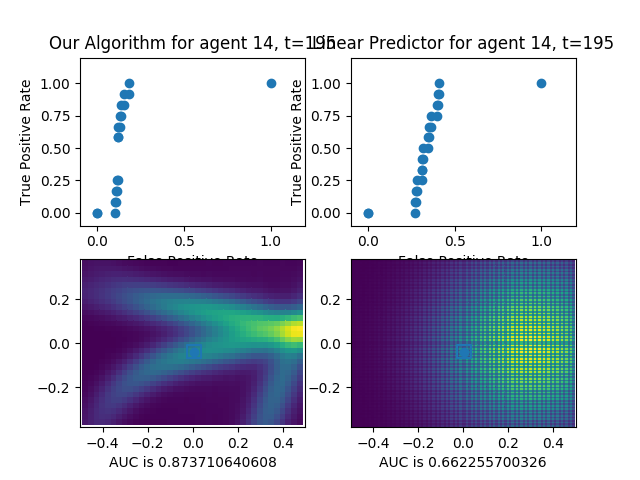 Our Algorithm for agent 14, t=195
Linear Predictor for agent 14, t=195
True Positive Rate
1.00
0.75
0.50
0.25
0.00
0.0 0.5 1.0
False Positive Rate
True Positive Rate
1.00
0.75
0.50
0.25
0.00
0.0 0.5 1.0
False Positive Rate
0.2
0.0
−0.2
−0.4 −0.2 0.0 0.2 0.4
AUC is 0.873710640608
0.2
0.0
−0.2
−0.4 −0.2 0.0 0.2 0.4
AUC is 0.662255700326